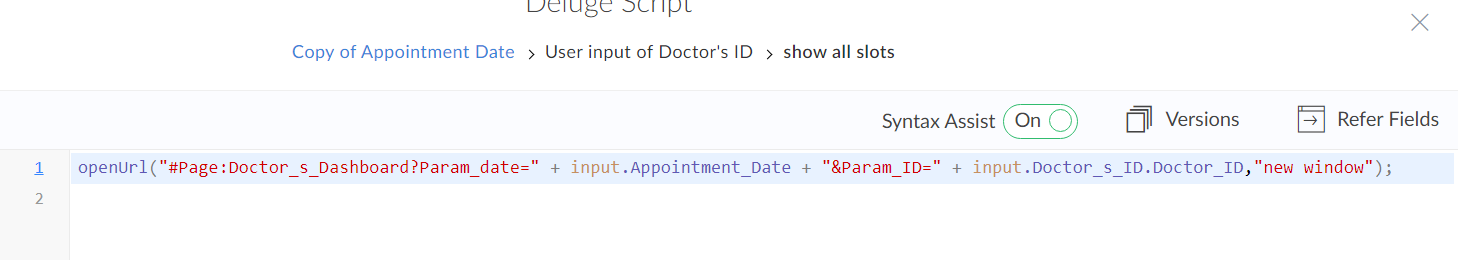 Deluge Script
Copy of Appointment Date > User input of Doctor's ID > show all slots
Syntax Assist On Versions Refer Fields
1 openUrl("#Page:Doctor_s_Dashboard?Param_date=" + input.Appointment_Date + "&Param_ID=" + input.Doctor_s_ID.Doctor_ID,"new window");
2